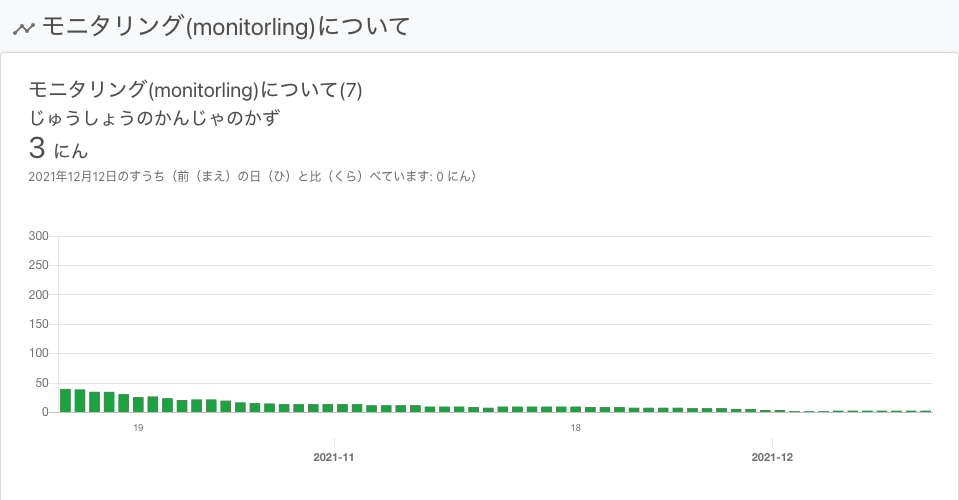 モニタリング(monitorling)について
モニタリング(monitorling)について(7)
じゅうしょうのかんじゃのかず
3 にん
2021年12月12日のすうち（前（まえ）の日（ひ）と比（くら）べています: 0 にん）
300
250
200
150
100
50
0
19 18
2021-11 2021-12